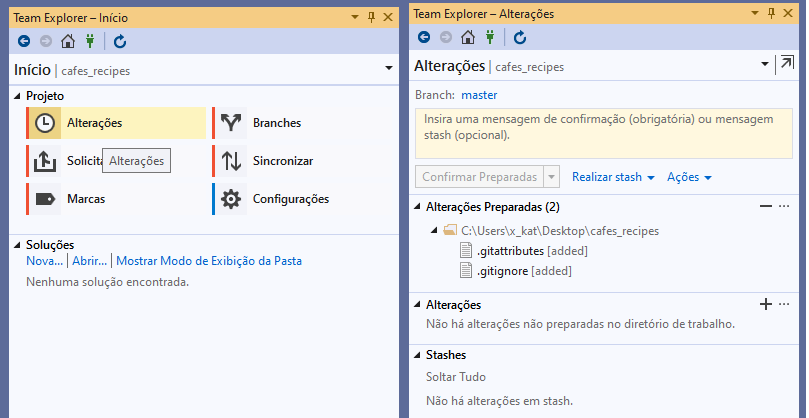 Team Explorer – Início
Início | cafes_recipes
Projeto
Alterações
Branches
Solicita
Alterações
Sincronizar
Marcas
Configurações
Soluções
Nova... | Abrir... | Mostrar Modo de Exibição da Pasta
Nenhuma solução encontrada.
Team Explorer – Alterações
Alterações | cafes_recipes
Branch: master
Insira uma mensagem de confirmação (obrigatória) ou mensagem
stash (opcional).
Confirmar Preparadas
Realizar stash
Ações
Alterações Preparadas (2)
C:\Users\x_kat\Desktop\cafes_recipes
.gitattributes [added]
.gitignore [added]
Alterações
Não há alterações não preparadas no diretório de trabalho.
Stashes
Soltar Tudo
Não há alterações em stash.